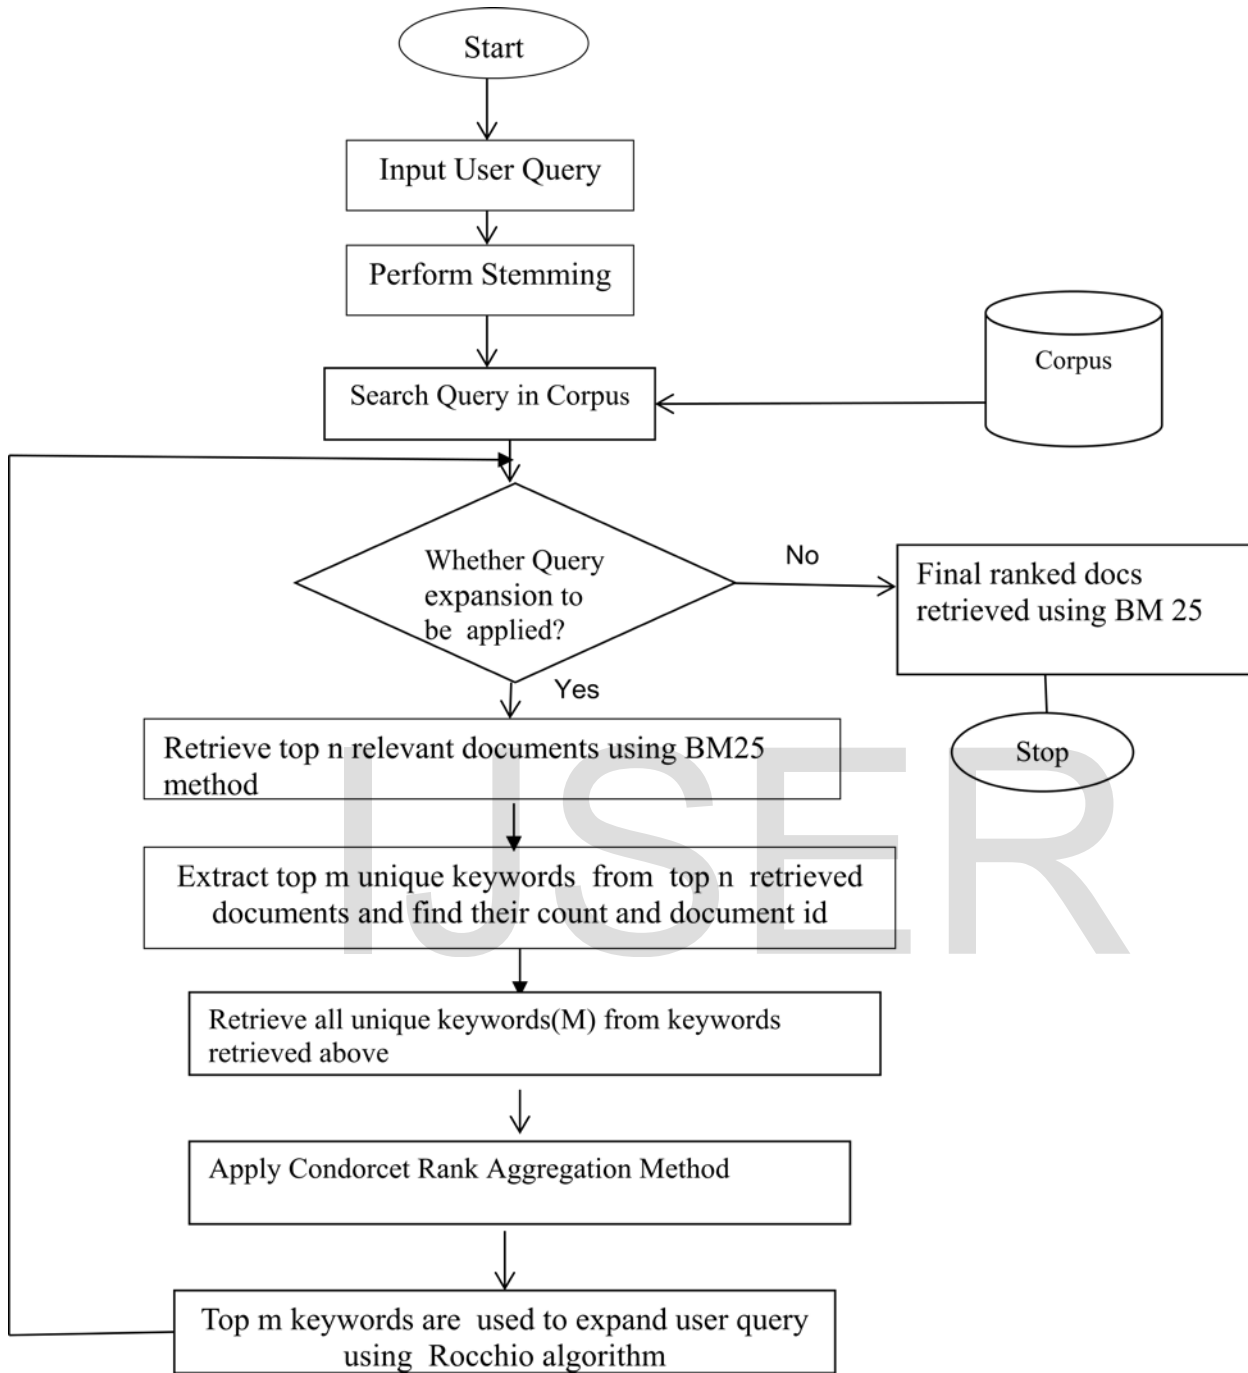 Start
Input User Query
Perform Stemming
Corpus
Search Query in Corpus
Whether Query
expansion to
be applied?
No
Final ranked docs
retrieved using BM 25
Yes
Stop
Retrieve top n relevant documents using BM25
method
IJSER
Extract top m unique keywords from top n retrieved
documents and find their count and document id
Retrieve all unique keywords(M) from keywords
retrieved above
Apply Condorcet Rank Aggregation Method
Top m keywords are used to expand user query
using Rocchio algorithm